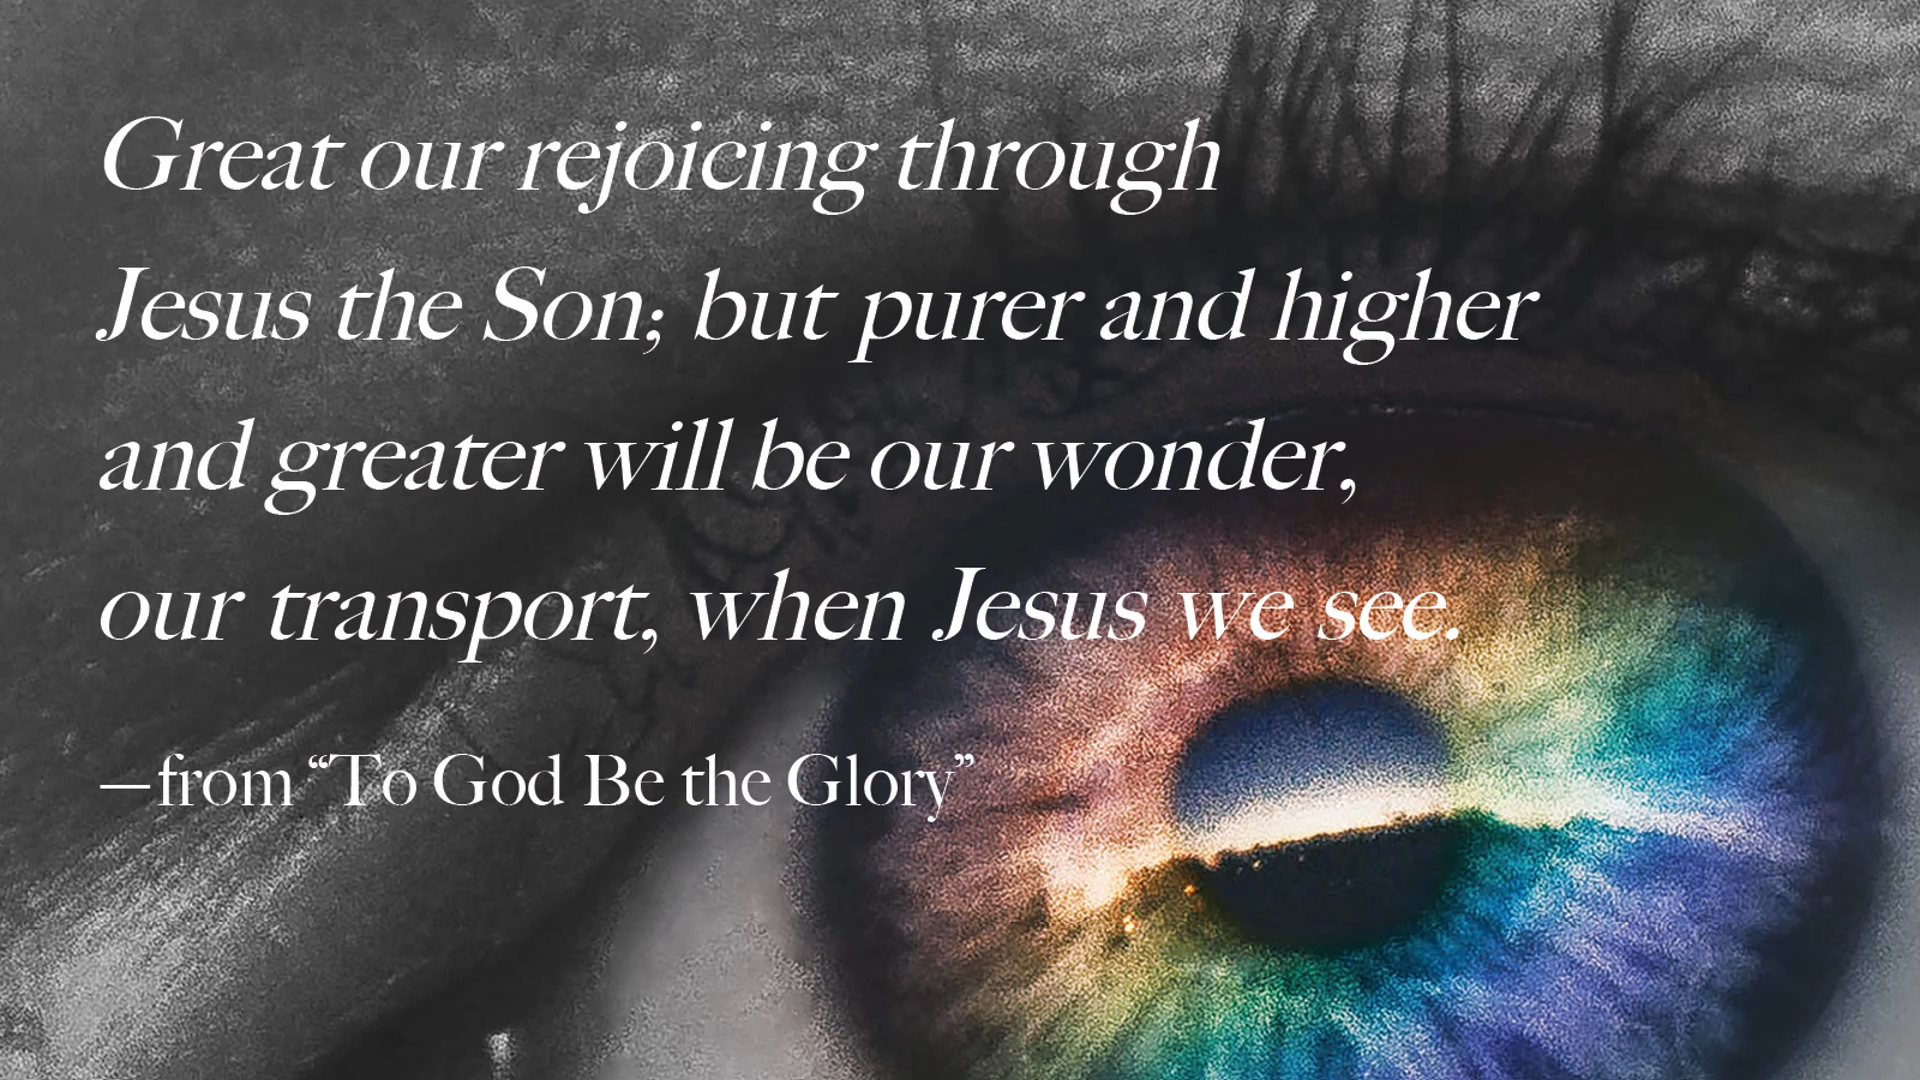 Great our rejoicing through
Jesus the Son; but purer and higher
and greater will be our wonder,
our transport, when Jesus we see.
—from “To God Be the Glory”